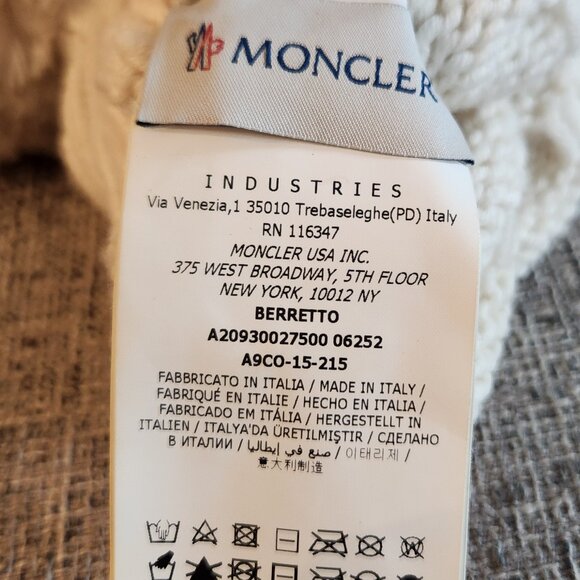 MONCLER
INDUSTRIES
Via Venezia,1 35010 Trebaseleghe(PD) Italy
RN 116347
MONCLER USA INC.
375 WEST BROADWAY, 5TH FLOOR
NEW YORK, 10012 NY
BERRETTO
A20930027500 06252
A9CO-15-215
FABBRICATO IN ITALIA / MADE IN ITALY /
FABRIQUÉ EN ITALIE / HECHO EN ITALIA /
FABRICADO EM ITÁLIA / HERGESTELLT IN
ITALIEN / ITALYA'DA ÜRETILMIŞTIR / СДЕЛАНО
В ИТАЛИИ / صنع في إيطاليا / 이태리제 /
意大利制造